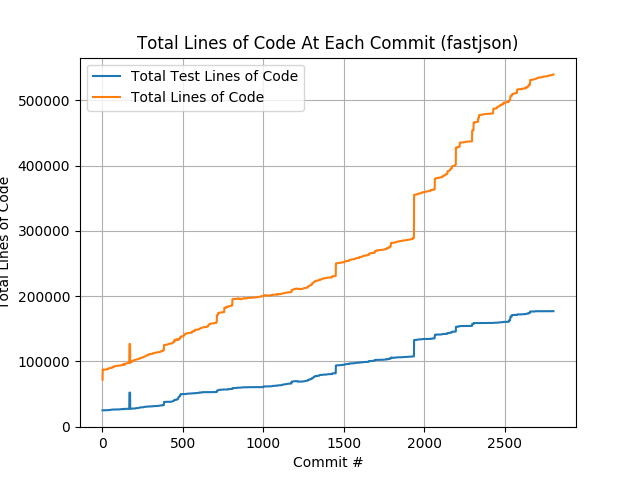 Total Lines of Code At Each Commit (fastjson)
Total Test Lines of Code
Total Lines of Code
500000
400000
300000
200000
100000
0
Total Lines of Code
0 500 1000 1500 2000 2500
Commit #